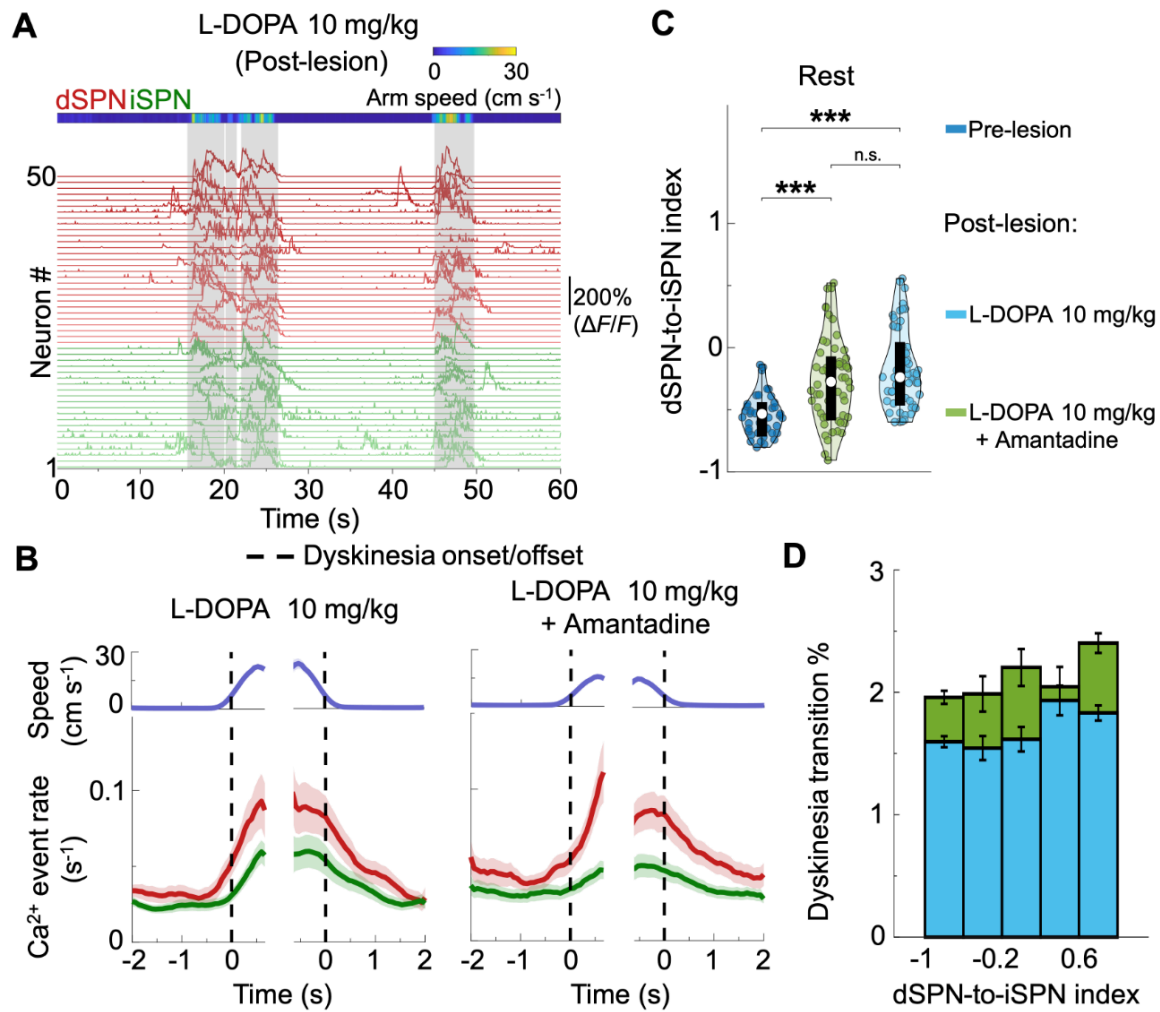 A
L-DOPA 10 mg/kg
(Post-lesion)
0 30
dSPN iSPN
Arm speed (cm s⁻¹)
50
Neuron #
1
200%
(ΔF/F)
0 10 20 30 40 50 60
Time (s)
B
Dyskinesia onset/offset
L-DOPA 10 mg/kg
L-DOPA 10 mg/kg
+ Amantadine
30
0
Speed
(cm s⁻¹)
0.1
0
Ca²⁺ event rate
(s⁻¹)
-2 -1 0 0 1 2
Time (s)
-2 -1 0 0 1 2
Time (s)
C
Rest
***
n.s.
***
1
0
-1
dSPN-to-iSPN index
Pre-lesion
Post-lesion:
L-DOPA 10 mg/kg
L-DOPA 10 mg/kg
+ Amantadine
D
3
2
1
0
Dyskinesia transition %
-1 -0.2 0.6
dSPN-to-iSPN index